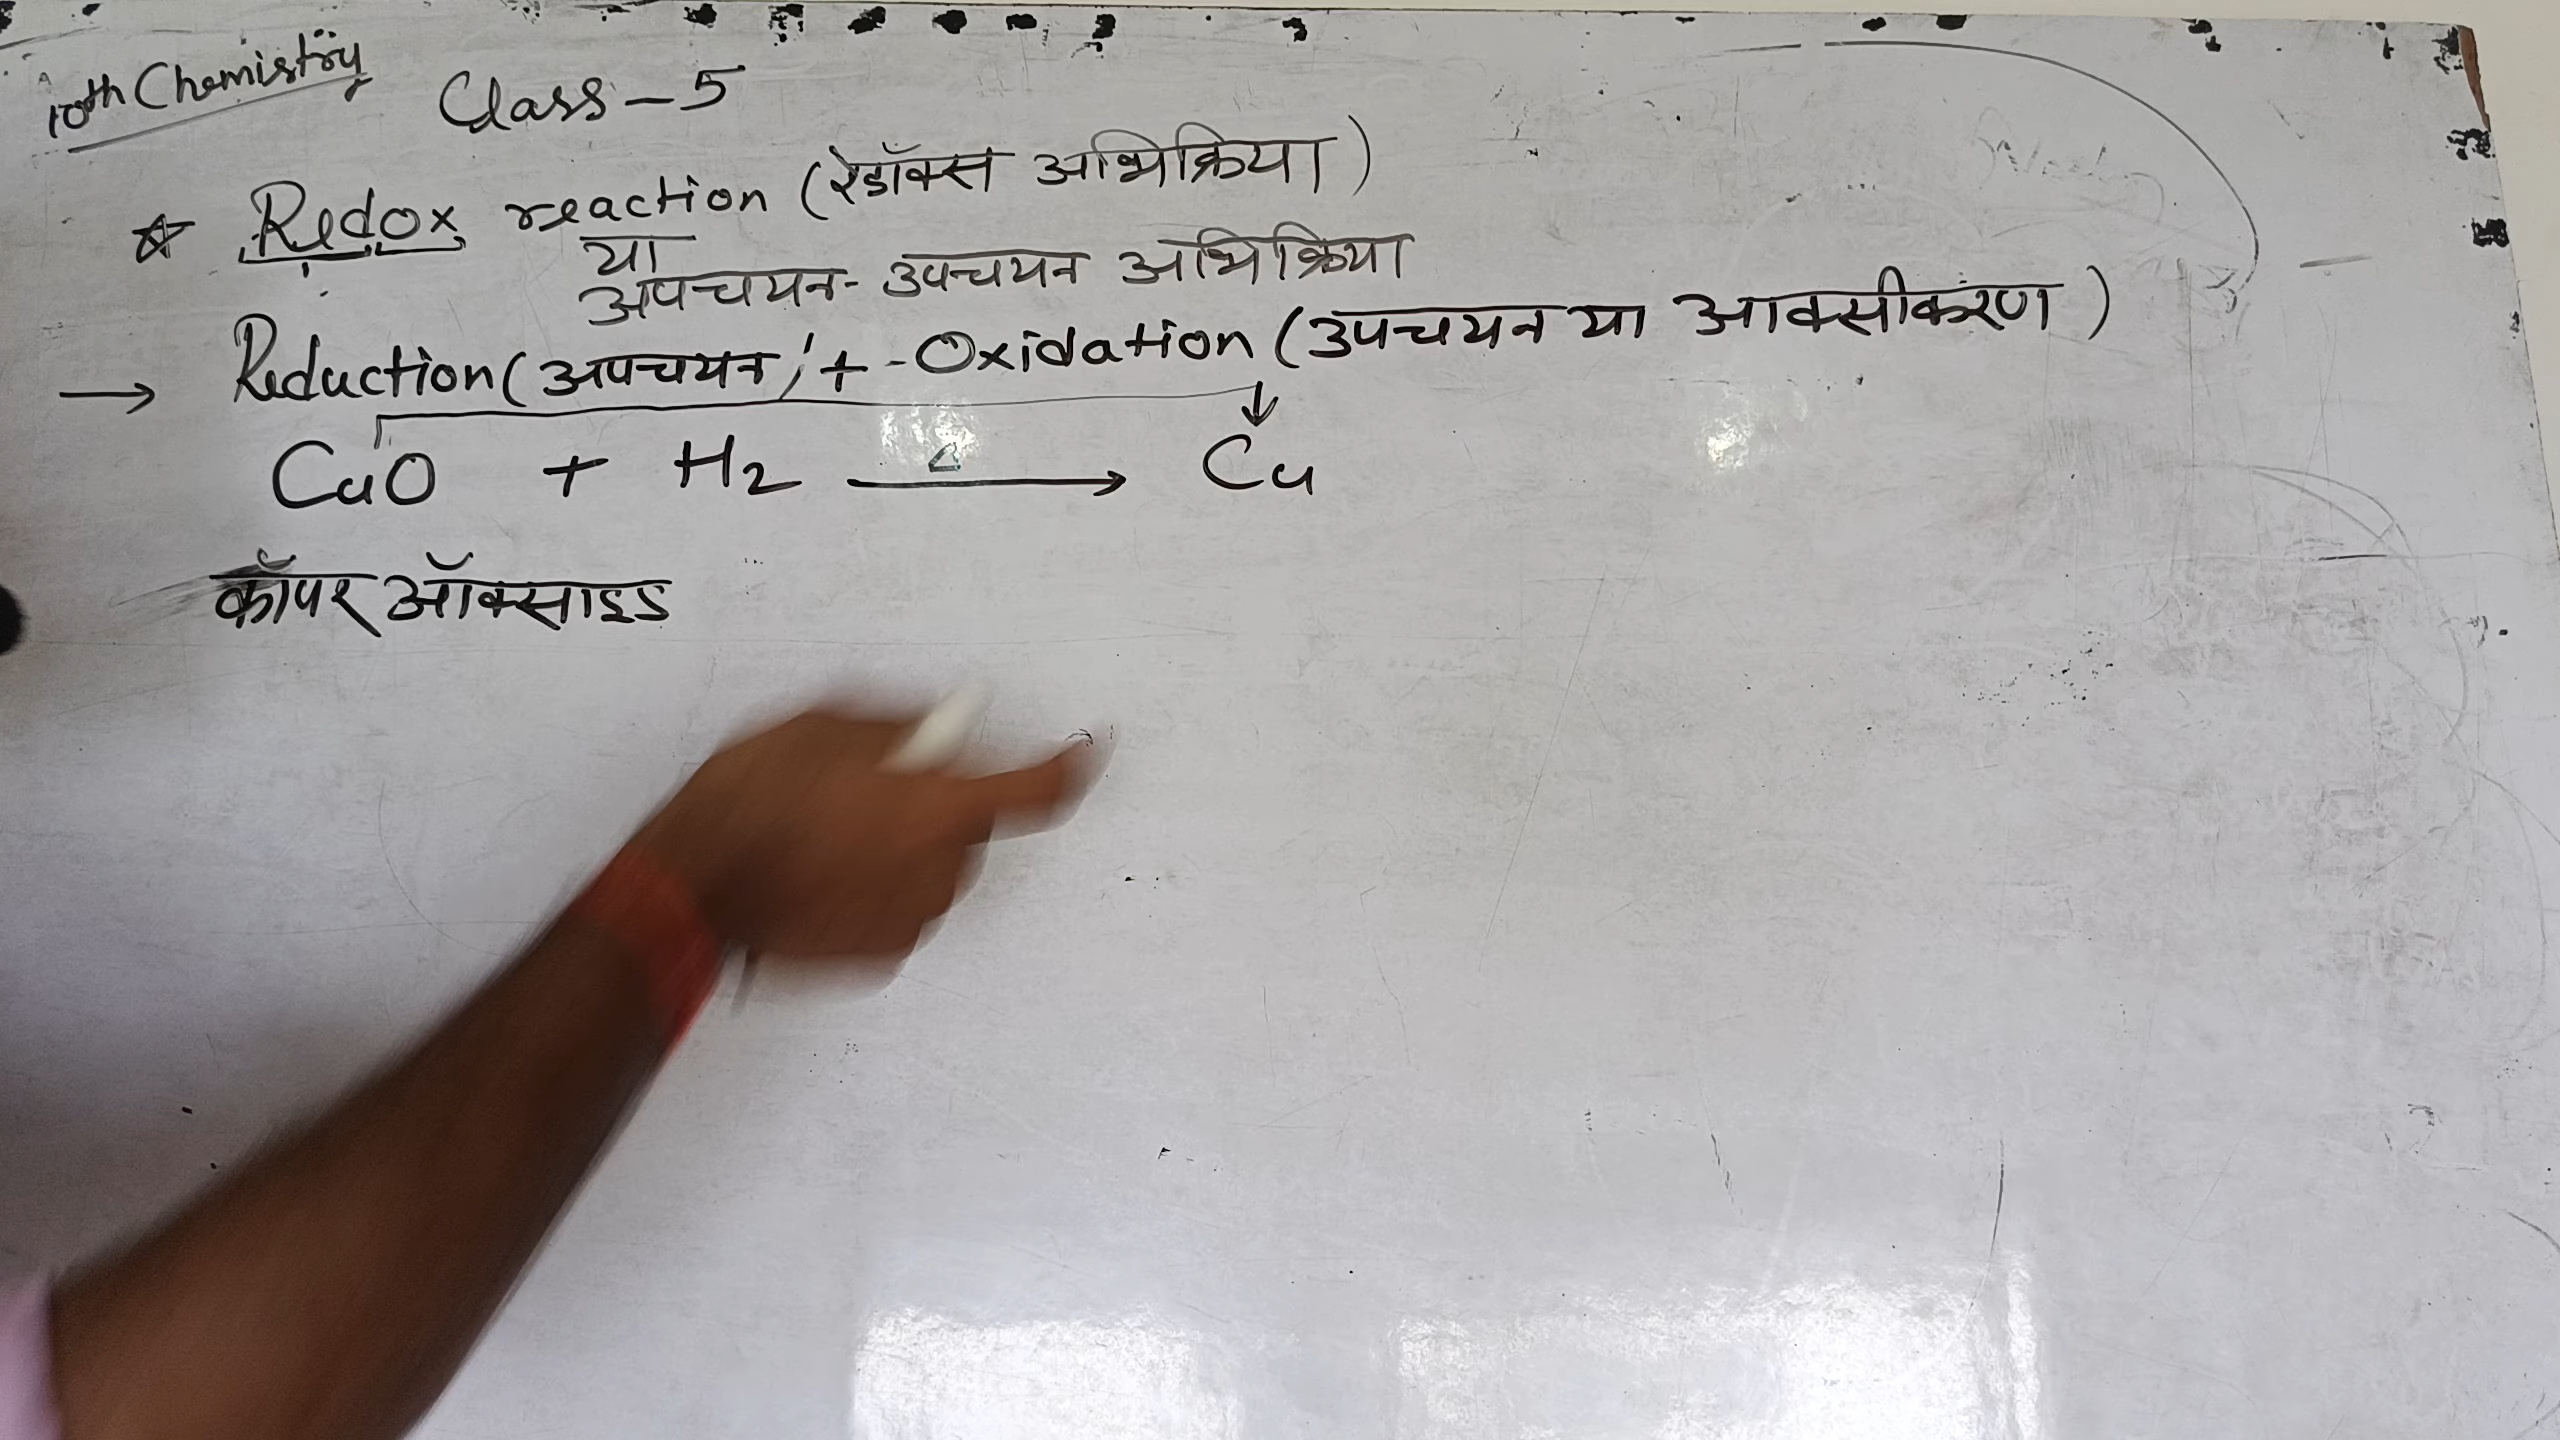 10th Chemistry
Class - 5
☆ Redox reaction (रेडॉक्स अभिक्रिया)
या
अपचयन - उपचयन अभिक्रिया
→ Reduction (अपचयन) + Oxidation (उपचयन या आक्सीकरण)
CuO + H2 —Δ→ Cu
कॉपर ऑक्साइड